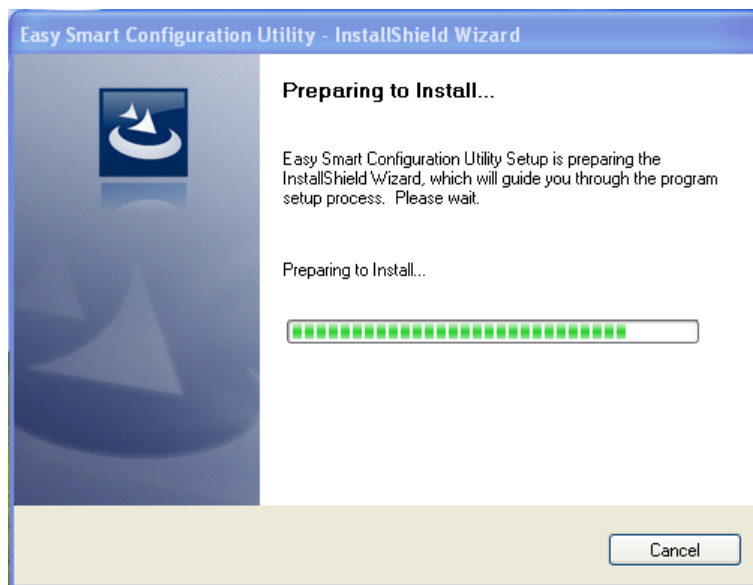 Easy Smart Configuration Utility - InstallShield Wizard
Preparing to Install...
Easy Smart Configuration Utility Setup is preparing the
InstallShield Wizard, which will guide you through the program
setup process.  Please wait.
Preparing to Install...
Cancel